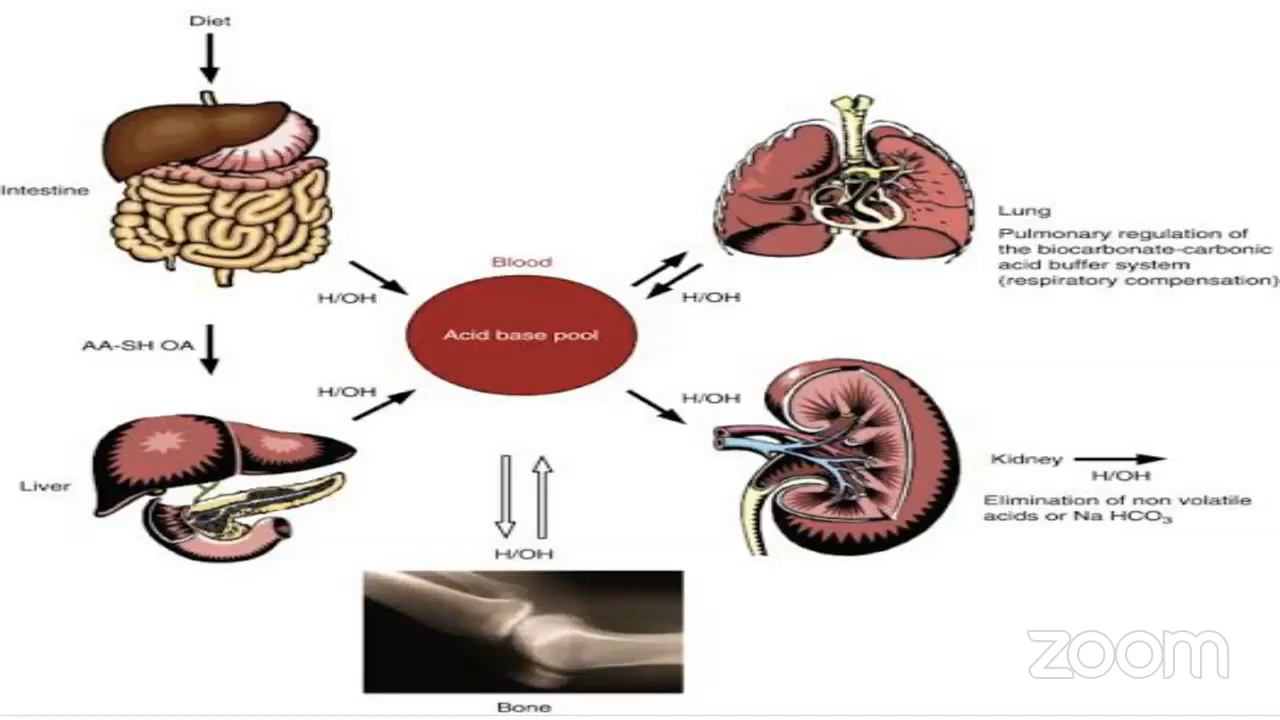 Diet
Intestine
Blood
H/OH
Acid base pool
H/OH
Lung
Pulmonary regulation of
the biocarbonate-carbonic
acid buffer system
(respiratory compensation)
AA-SH OA
H/OH
H/OH
Liver
Kidney
H/OH
Elimination of non volatile
acids or Na HCO3
H/OH
Bone
zoom